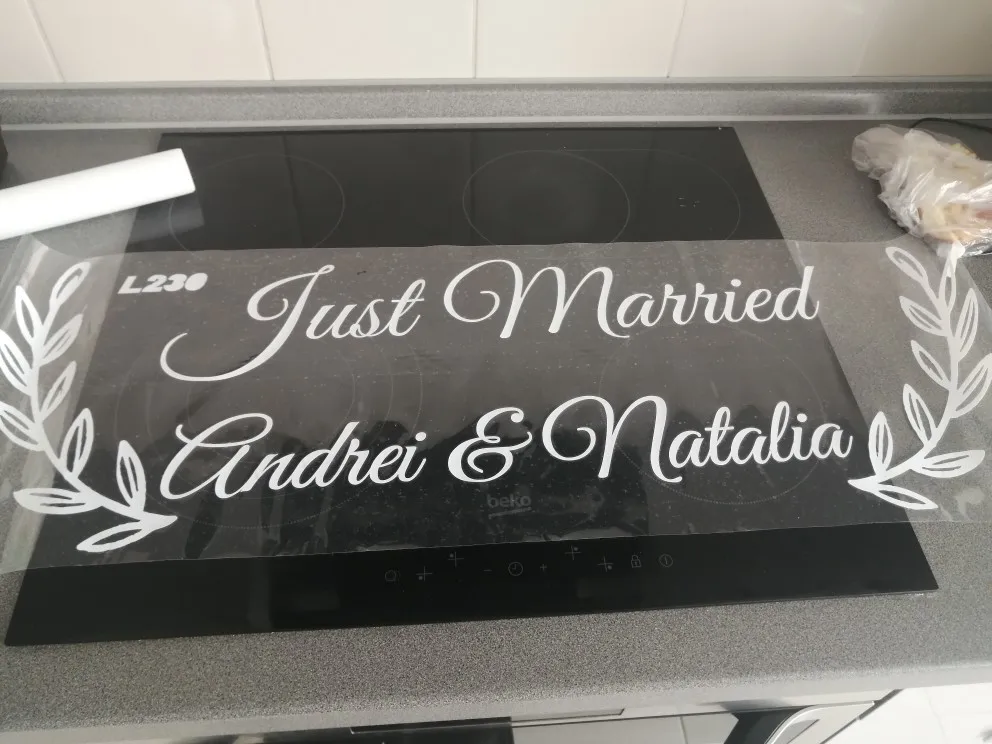 L230
Just Married
Andrei & Natalia
beko